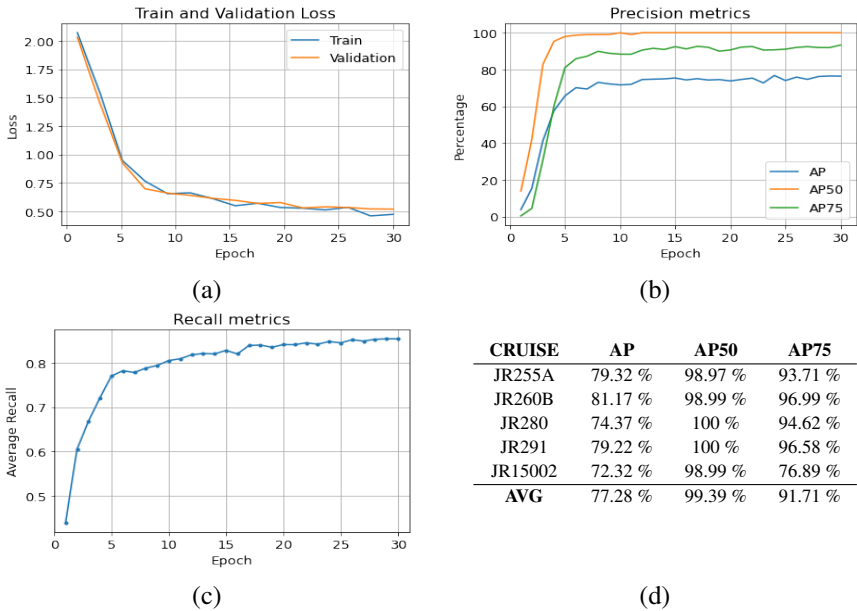 Train and Validation Loss
Loss
2.00
1.75
1.50
1.25
1.00
0.75
0.50
Train
Validation
0 5 10 15 20 25 30
Epoch
(a)
Precision metrics
Percentage
100
80
60
40
20
0
AP
AP50
AP75
0 5 10 15 20 25 30
Epoch
(b)
Recall metrics
Average Recall
0.8
0.7
0.6
0.5
0 5 10 15 20 25 30
Epoch
(c)
CRUISE AP AP50 AP75
JR255A 79.32 % 98.97 % 93.71 %
JR260B 81.17 % 98.99 % 96.99 %
JR280 74.37 % 100 % 94.62 %
JR291 79.22 % 100 % 96.58 %
JR15002 72.32 % 98.99 % 76.89 %
AVG 77.28 % 99.39 % 91.71 %
(d)